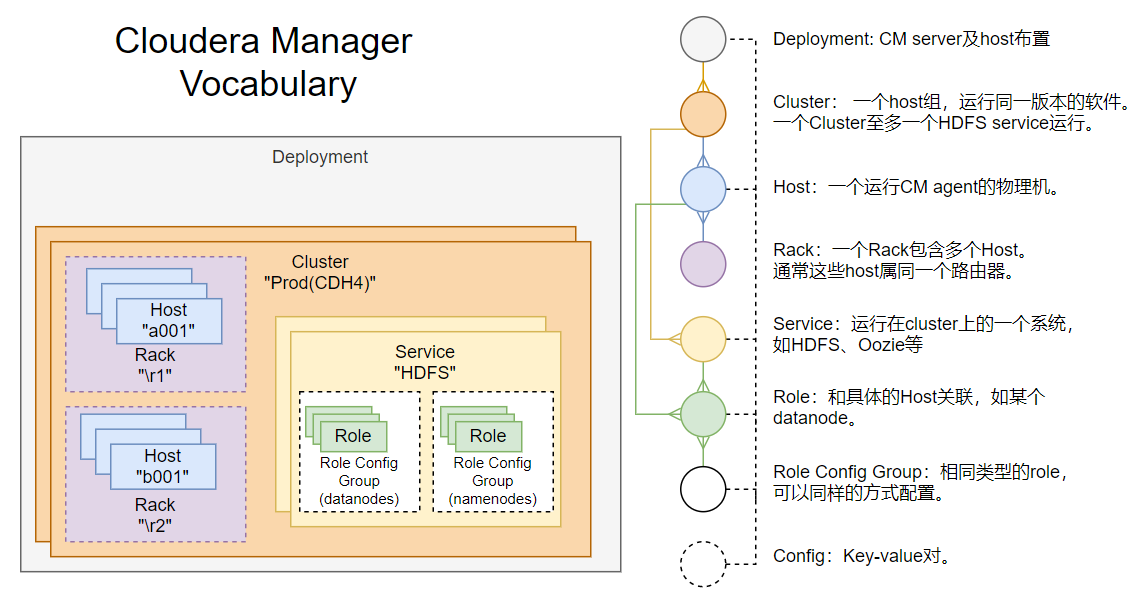 Cloudera Manager
Vocabulary
Deployment
Cluster
"Prod(CDH4)"
Host
"a001"
Rack
"\r1"
Host
"b001"
Rack
"\r2"
Service
"HDFS"
Role
Role Config
Group
(datanodes)
Role
Role Config
Group
(namenodes)
Deployment: CM server及host布置
Cluster： 一个host组，运行同一版本的软件。
一个Cluster至多一个HDFS service运行。
Host：一个运行CM agent的物理机。
Rack：一个Rack包含多个Host。
通常这些host属同一个路由器。
Service：运行在cluster上的一个系统，
如HDFS、Oozie等
Role：和具体的Host关联，如某个
datanode。
Role Config Group：相同类型的role，
可以同样的方式配置。
Config：Key-value对。